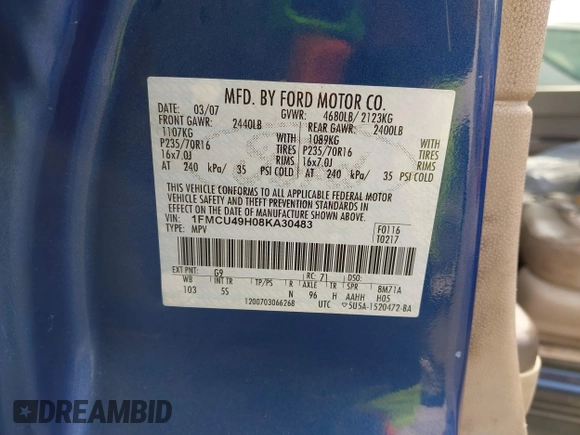 MFD. BY FORD MOTOR CO.
DATE: 03/07 GVWR: 4680LB/ 2123KG
FRONT GAWR: 2440LB REAR GAWR: 2400LB
1107KG WITH 1089KG WITH
P235/70R16 TIRES P235/70R16 TIRES
16x7.0J RIMS 16x7.0J RIMS
AT 240 kPa/ 35 PSI COLD AT 240 kPa/ 35 PSI COLD
THIS VEHICLE CONFORMS TO ALL APPLICABLE FEDERAL MOTOR
VEHICLE SAFETY AND THEFT PREVENTION STANDARDS IN
EFFECT ON THE DATE OF MANUFACTURE SHOWN ABOVE.
VIN: 1FMCU49H08KA30483 F0116
TYPE: MPV T0217
EXT PNT: G9 RC: 71 DSO:
WB INT TR TP/PS R AXLE TR SPR BM71A
103 5S N 96 H AAHH H05
1200703066268 UTC 5U5A-1520472-BA
DREAMBID